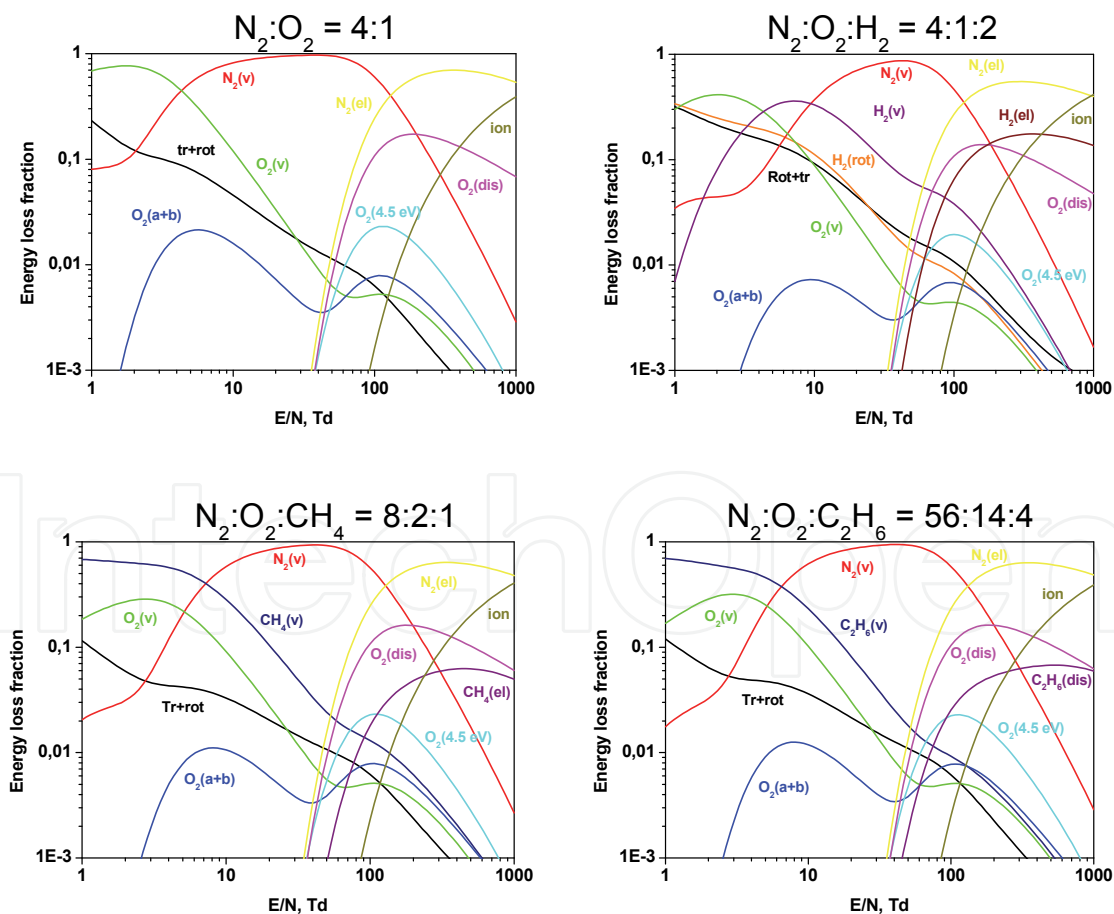 N₂:O₂ = 4:1
Energy loss fraction
1
0,1
0,01
1E-3
N₂(v)
N₂(el)
ion
tr+rot
O₂(v)
O₂(dis)
O₂(a+b)
O₂(4.5 eV)
1 10 100 1000
E/N, Td
N₂:O₂:H₂ = 4:1:2
Energy loss fraction
1
0,1
0,01
1E-3
N₂(el)
N₂(v)
H₂(v)
H₂(el)
ion
H₂(rot)
Rot+tr
O₂(dis)
O₂(v)
O₂(a+b)
O₂(4.5 eV)
1 10 100 1000
E/N, Td
N₂:O₂:CH₄ = 8:2:1
Energy loss fraction
1
0,1
0,01
1E-3
N₂(v)
N₂(el)
ion
O₂(v)
CH₄(v)
O₂(dis)
CH₄(el)
Tr+rot
O₂(4.5 eV)
O₂(a+b)
1 10 100 1000
E/N, Td
N₂:O₂:C₂H₆ = 56:14:4
Energy loss fraction
1
0,1
0,01
1E-3
N₂(el)
N₂(v)
ion
O₂(v)
C₂H₆(v)
O₂(dis)
C₂H₆(dis)
Tr+rot
O₂(4.5 eV)
O₂(a+b)
1 10 100 1000
E/N, Td
IntechOpen